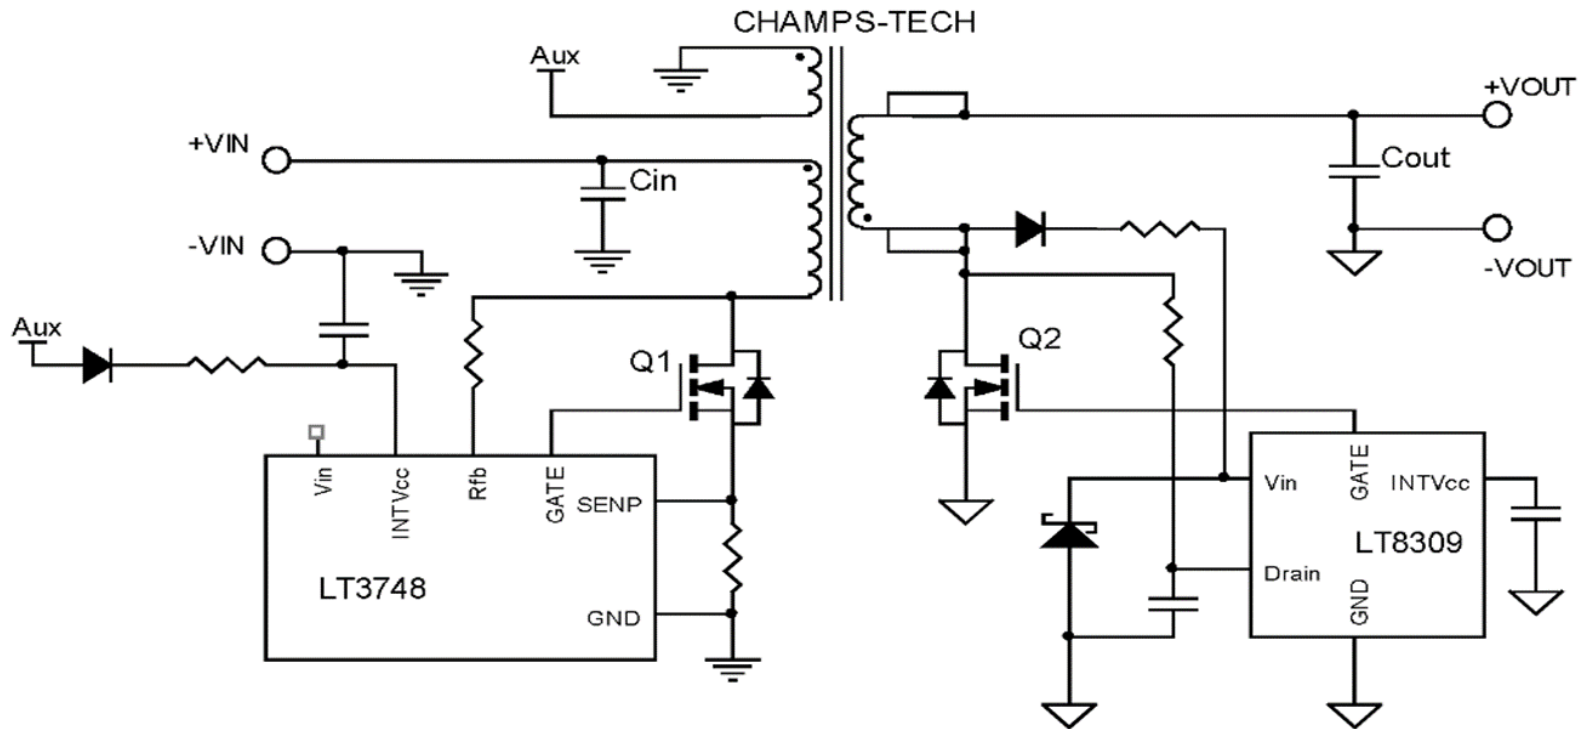 CHAMPS-TECH
Aux
+VIN
Cin
-VIN
Aux
Q1
Vin
INTVcc
Rfb
GATE
SENP
LT3748
GND
+VOUT
Cout
-VOUT
Q2
Vin
GATE
INTVcc
LT8309
Drain
GND